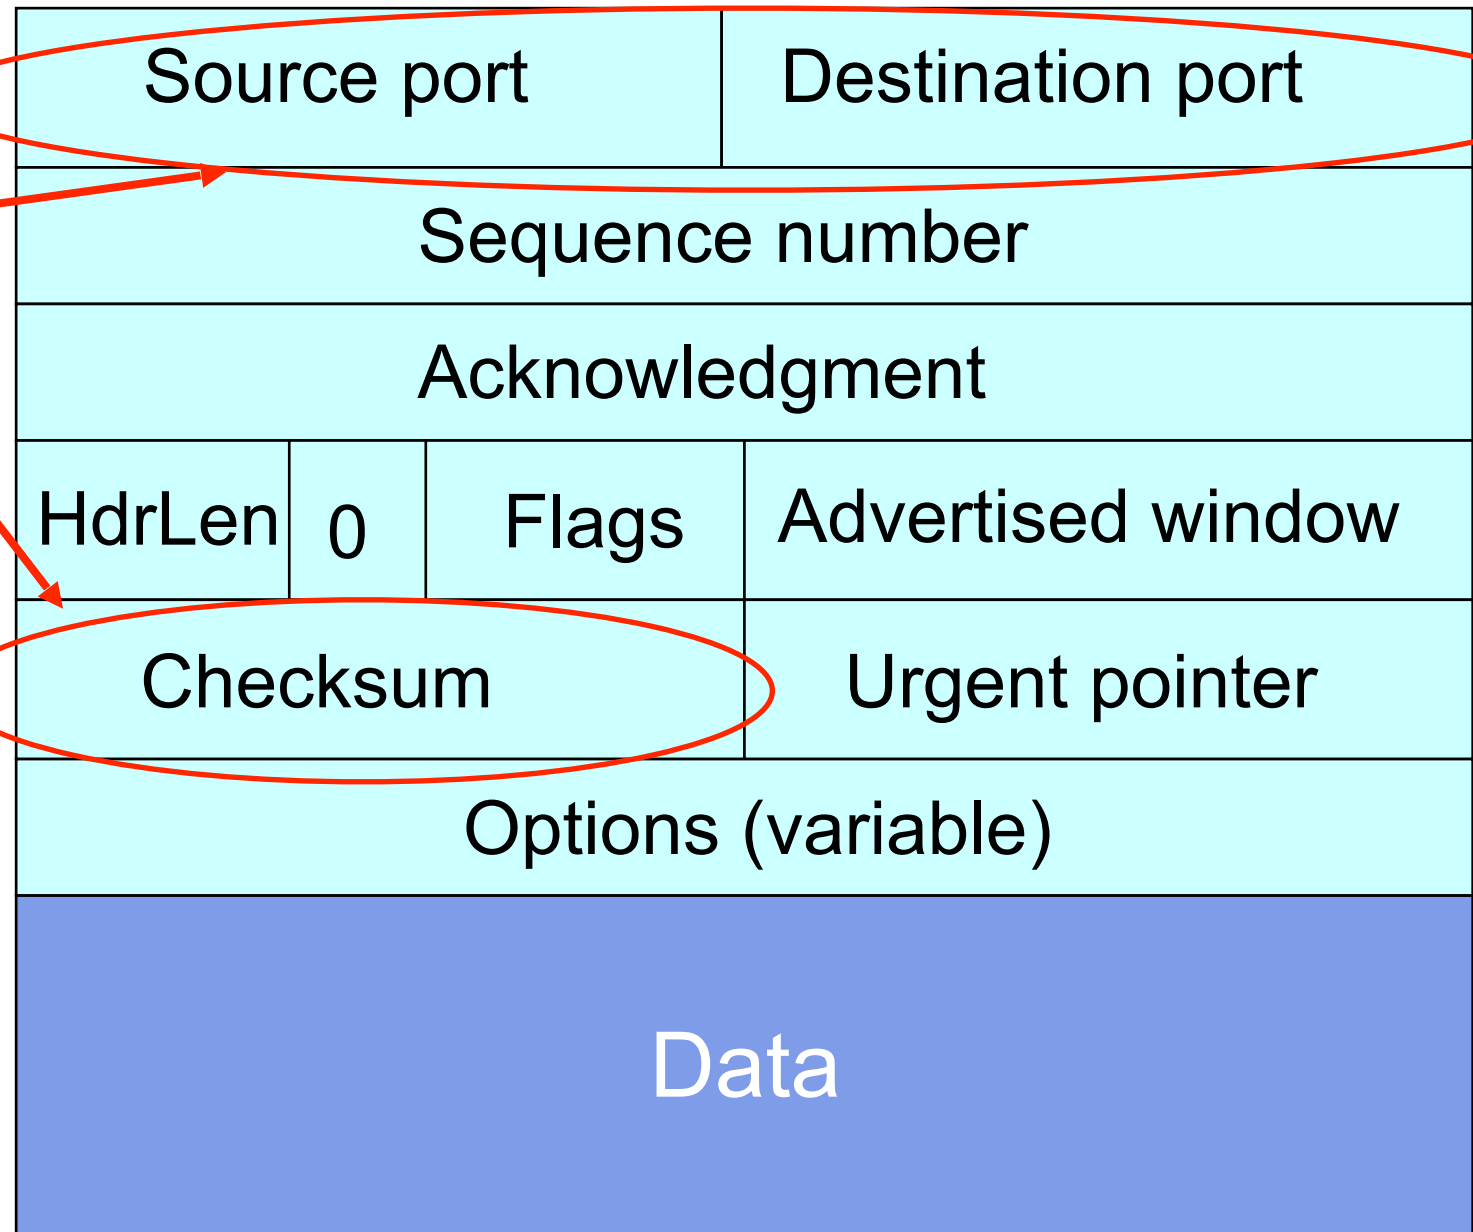 Source port Destination port
Sequence number
Acknowledgment
HdrLen 0 Flags Advertised window
Checksum Urgent pointer
Options (variable)
Data